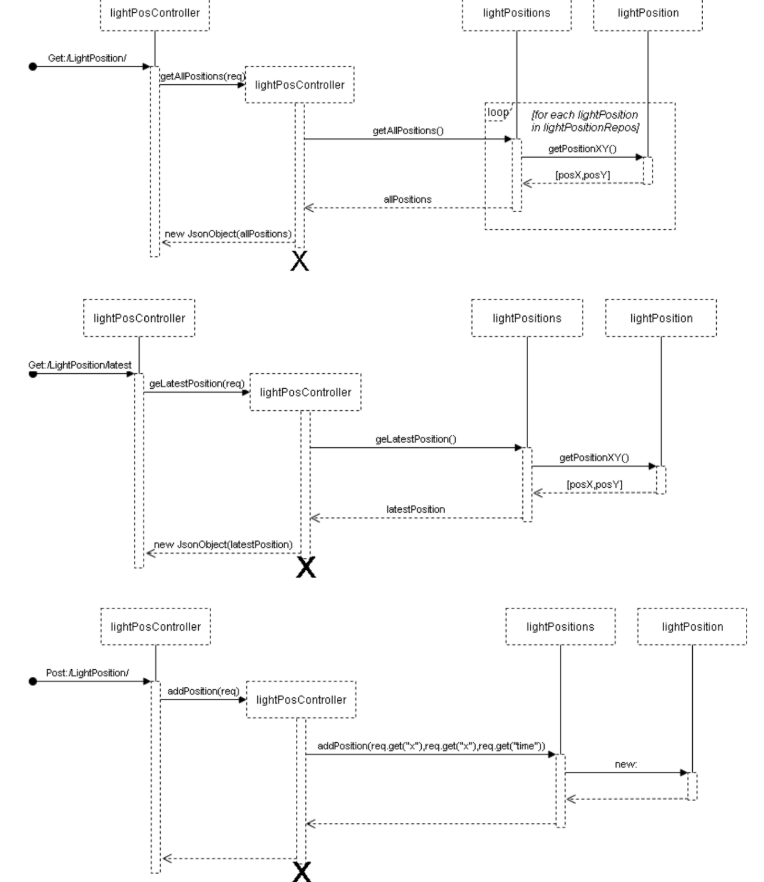 lightPosController
lightPositions
lightPosition
Get:/LightPosition/
getAllPositions(req)
lightPosController
loop
[for each lightPosition
in lightPositionRepos]
getAllPositions()
getPositionXY()
[posX,posY]
allPositions
new JsonObject(allPositions)
X
lightPosController
lightPositions
lightPosition
Get:/LightPosition/latest
geLatestPosition(req)
lightPosController
geLatestPosition()
getPositionXY()
[posX,posY]
latestPosition
new JsonObject(latestPosition)
X
lightPosController
lightPositions
lightPosition
Post:/LightPosition/
addPosition(req)
lightPosController
addPosition(req.get("x"),req.get("x"),req.get("time"))
new:
X